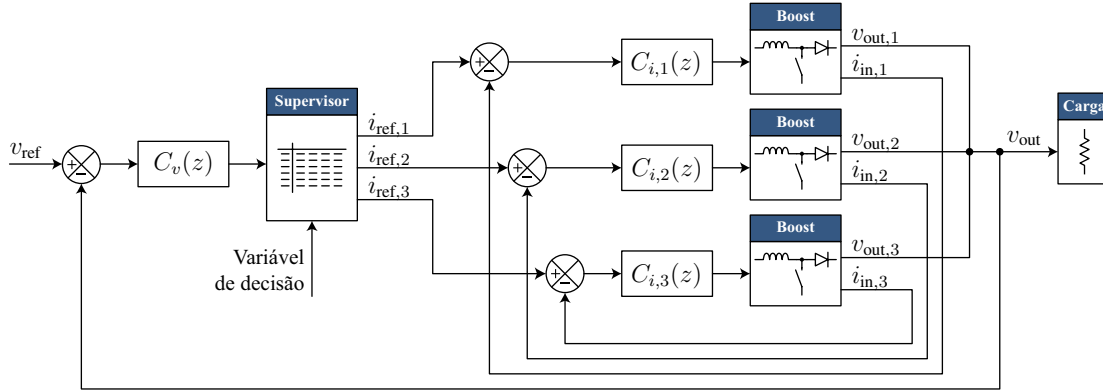 Boost
v_out,1
i_in,1
C_i,1(z)
Supervisor
i_ref,1
Carga
Boost
v_ref
C_v(z)
i_ref,2
C_i,2(z)
v_out,2
i_in,2
v_out
i_ref,3
Boost
Variável
de decisão
C_i,3(z)
v_out,3
i_in,3